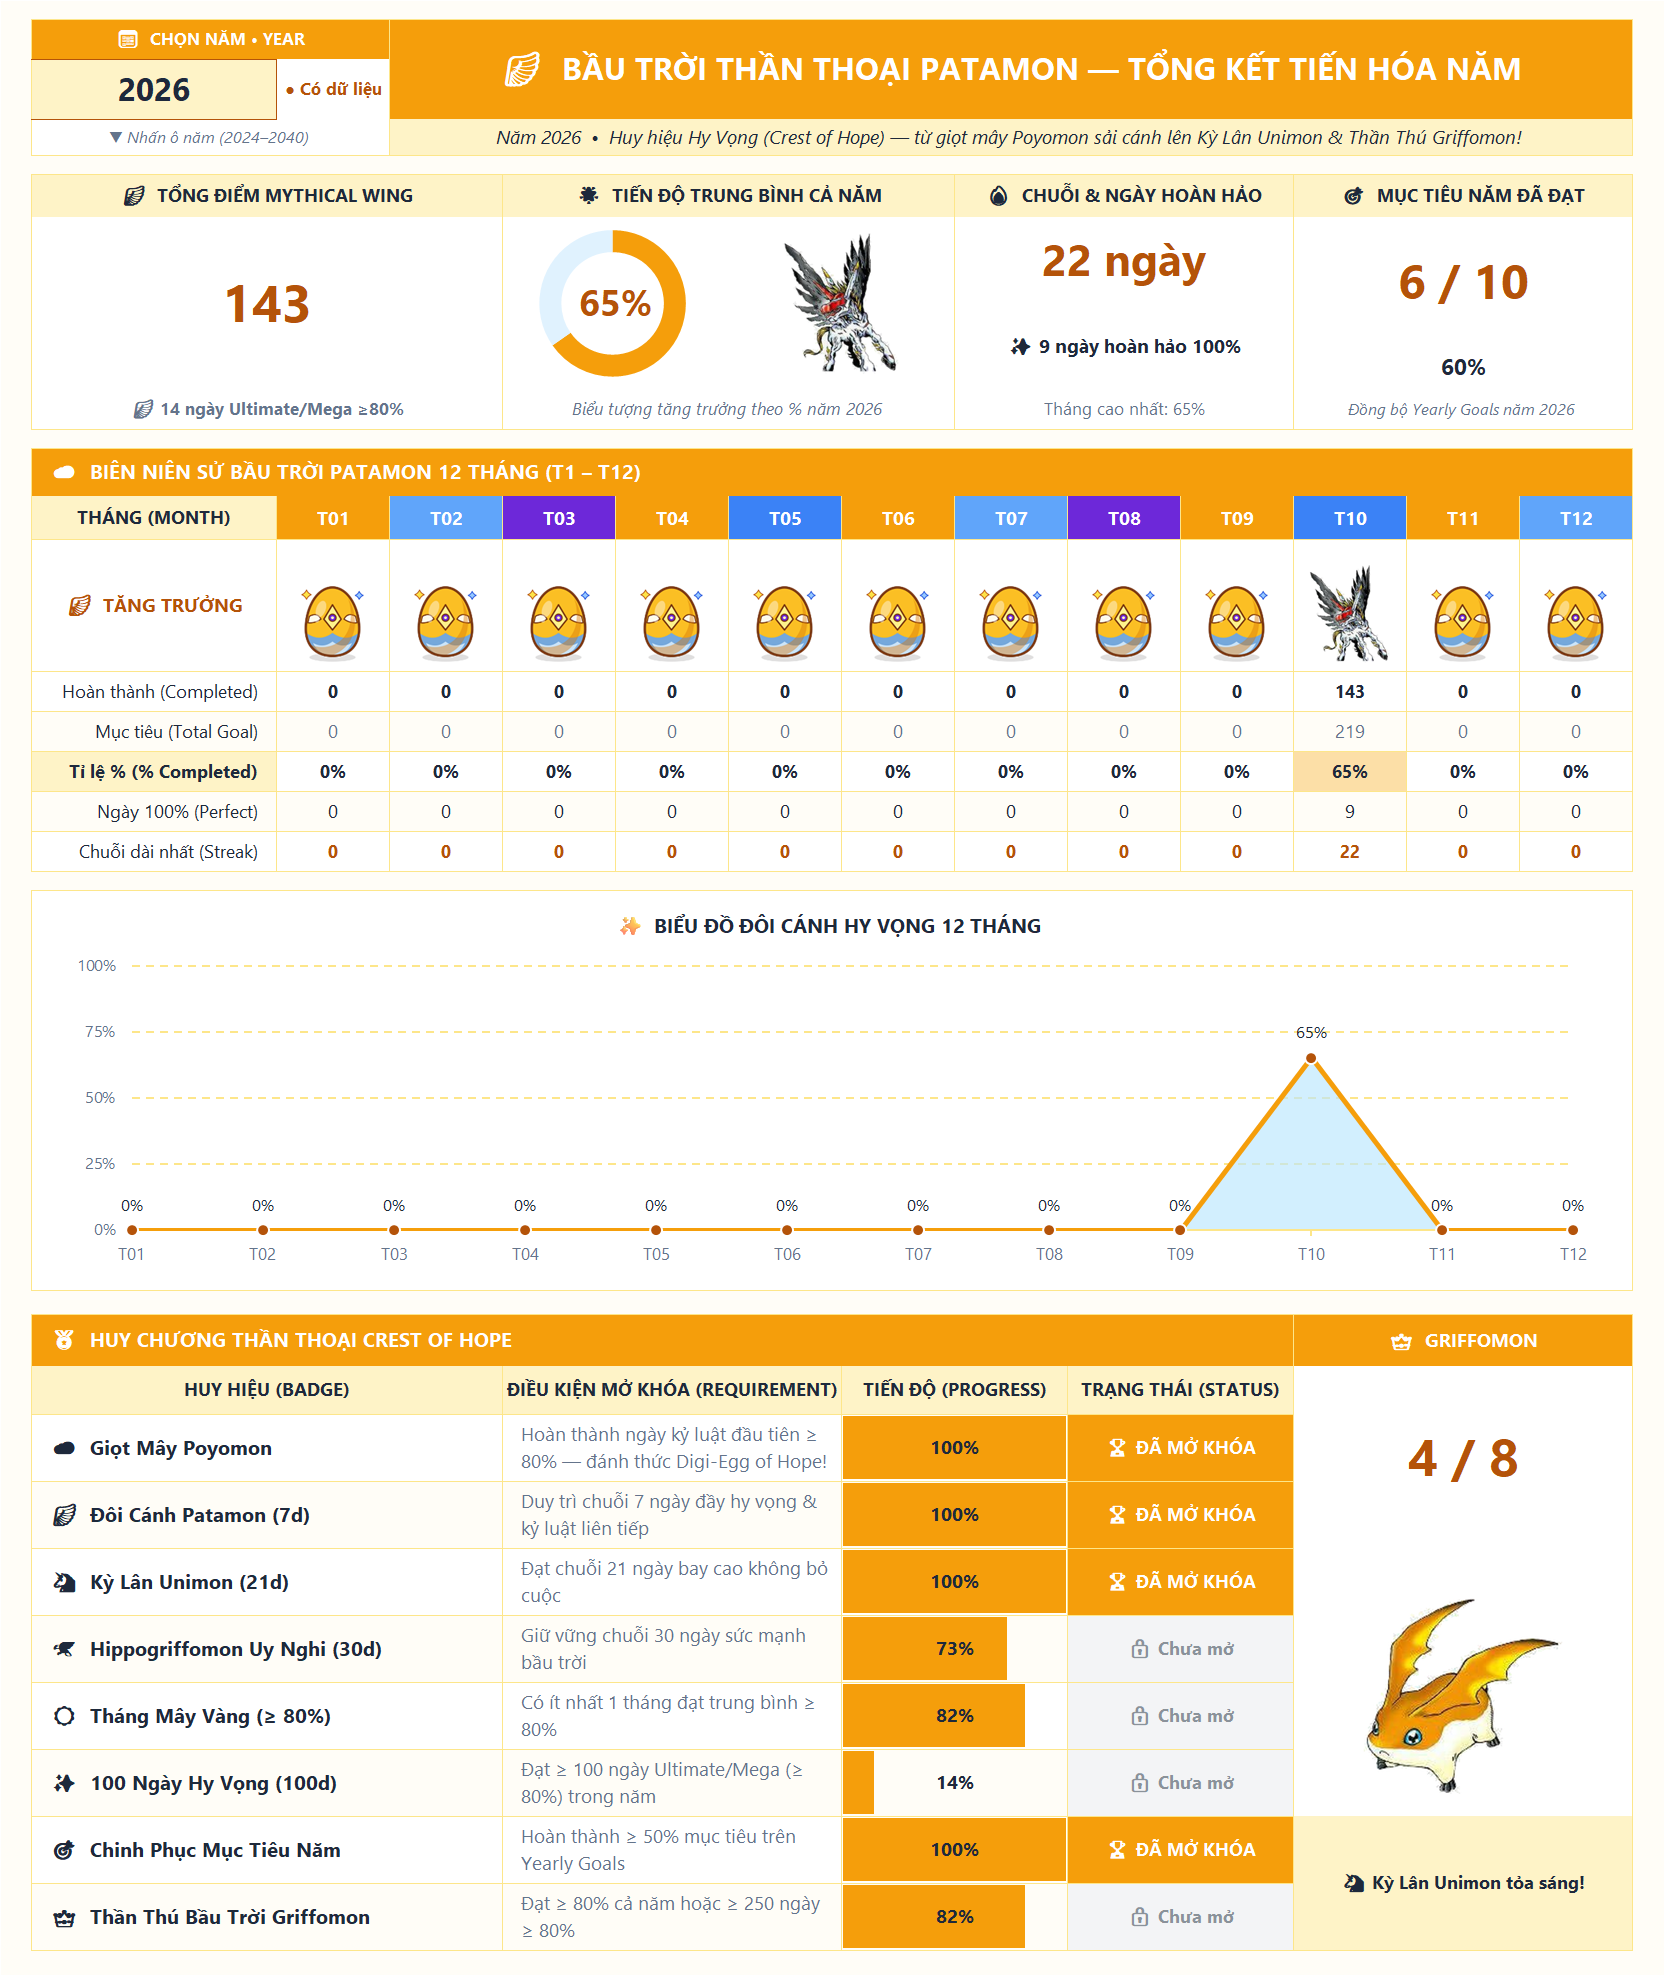 CHỌN NĂM • YEAR
2026
● Có dữ liệu
▼ Nhấn ô năm (2024–2040)
BẦU TRỜI THẦN THOẠI PATAMON — TỔNG KẾT TIẾN HÓA NĂM
Năm 2026 • Huy hiệu Hy Vọng (Crest of Hope) — từ giọt mây Poyomon sải cánh lên Kỳ Lân Unimon & Thần Thú Griffomon!
TỔNG ĐIỂM MYTHICAL WING
143
14 ngày Ultimate/Mega ≥80%
TIẾN ĐỘ TRUNG BÌNH CẢ NĂM
65%
Biểu tượng tăng trưởng theo % năm 2026
CHUỖI & NGÀY HOÀN HẢO
22 ngày
9 ngày hoàn hảo 100%
Tháng cao nhất: 65%
MỤC TIÊU NĂM ĐÃ ĐẠT
6 / 10
60%
Đồng bộ Yearly Goals năm 2026
BIÊN NIÊN SỬ BẦU TRỜI PATAMON 12 THÁNG (T1 – T12)
THÁNG (MONTH) T01 T02 T03 T04 T05 T06 T07 T08 T09 T10 T11 T12
TĂNG TRƯỞNG
Hoàn thành (Completed) 0 0 0 0 0 0 0 0 0 143 0 0
Mục tiêu (Total Goal) 0 0 0 0 0 0 0 0 0 219 0 0
Tỉ lệ % (% Completed) 0% 0% 0% 0% 0% 0% 0% 0% 0% 65% 0% 0%
Ngày 100% (Perfect) 0 0 0 0 0 0 0 0 0 9 0 0
Chuỗi dài nhất (Streak) 0 0 0 0 0 0 0 0 0 22 0 0
BIỂU ĐỒ ĐÔI CÁNH HY VỌNG 12 THÁNG
100%
75%
65%
50%
25%
0% 0% 0% 0% 0% 0% 0% 0% 0% 0% 0%
0%
T01 T02 T03 T04 T05 T06 T07 T08 T09 T10 T11 T12
HUY CHƯƠNG THẦN THOẠI CREST OF HOPE
GRIFFOMON
HUY HIỆU (BADGE) ĐIỀU KIỆN MỞ KHÓA (REQUIREMENT) TIẾN ĐỘ (PROGRESS) TRẠNG THÁI (STATUS)
Giọt Mây Poyomon
Hoàn thành ngày kỷ luật đầu tiên ≥
80% — đánh thức Digi-Egg of Hope!
100%
ĐÃ MỞ KHÓA
Đôi Cánh Patamon (7d)
Duy trì chuỗi 7 ngày đầy hy vọng &
kỷ luật liên tiếp
100%
ĐÃ MỞ KHÓA
Kỳ Lân Unimon (21d)
Đạt chuỗi 21 ngày bay cao không bỏ
cuộc
100%
ĐÃ MỞ KHÓA
Hippogriffomon Uy Nghi (30d)
Giữ vững chuỗi 30 ngày sức mạnh
bầu trời
73%
Chưa mở
Tháng Mây Vàng (≥ 80%)
Có ít nhất 1 tháng đạt trung bình ≥
80%
82%
Chưa mở
100 Ngày Hy Vọng (100d)
Đạt ≥ 100 ngày Ultimate/Mega (≥
80%) trong năm
14%
Chưa mở
Chinh Phục Mục Tiêu Năm
Hoàn thành ≥ 50% mục tiêu trên
Yearly Goals
100%
ĐÃ MỞ KHÓA
Thần Thú Bầu Trời Griffomon
Đạt ≥ 80% cả năm hoặc ≥ 250 ngày
≥ 80%
82%
Chưa mở
4 / 8
Kỳ Lân Unimon tỏa sáng!